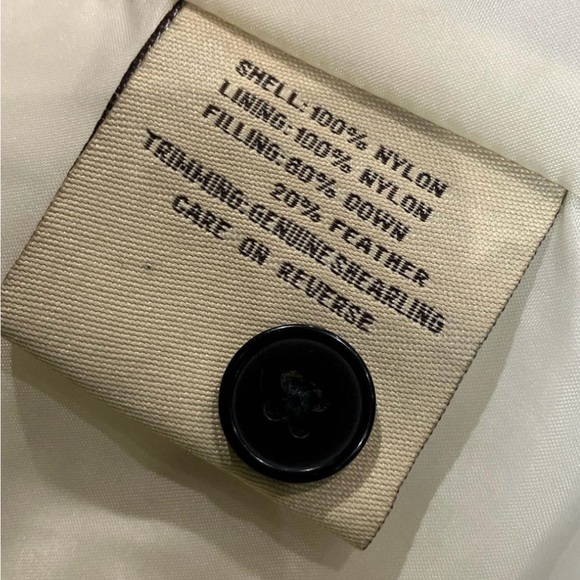 SHELL:100% NYLON
LINING:100% NYLON
FILLING:80% DOWN
20% FEATHER
TRIMMING:GENUINE SHEARLING
CARE ON REVERSE